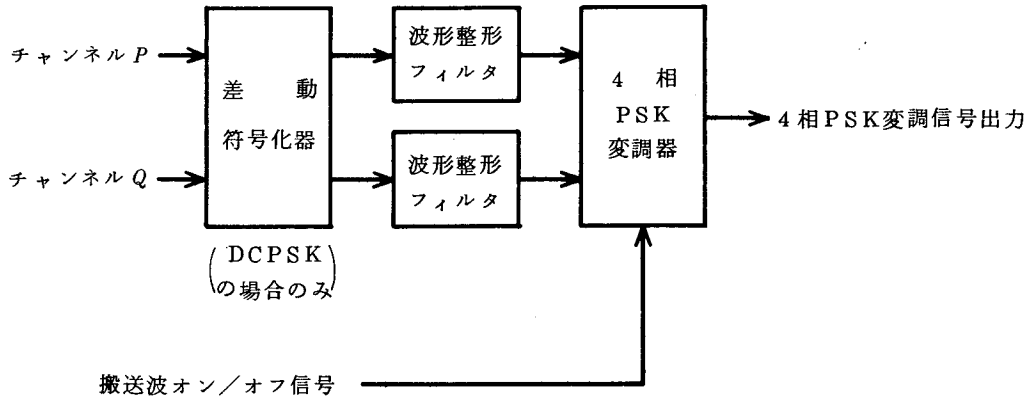 チャンネルP
チャンネルQ
差動
符号化器
(DCPSK
の場合のみ)
波形整形
フィルタ
波形整形
フィルタ
4相
PSK
変調器
4相PSK変調信号出力
搬送波オン/オフ信号